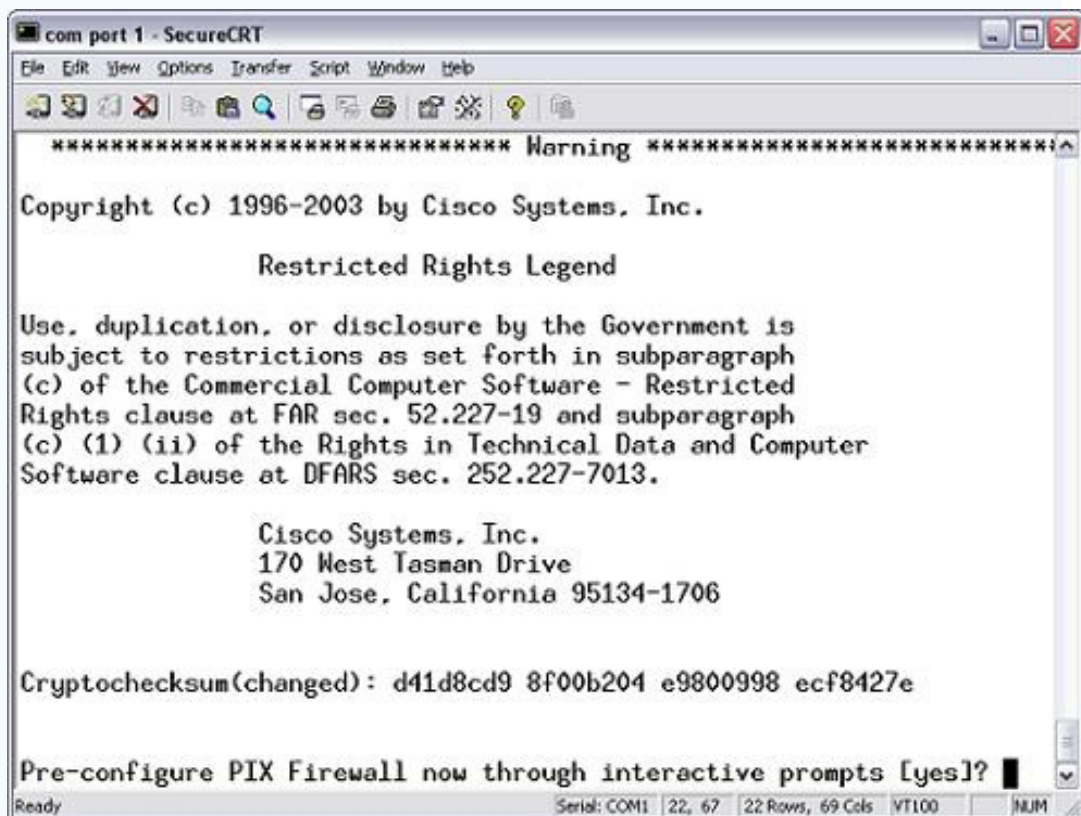 com port 1 - SecureCRT
File Edit View Options Transfer Script Window Help
******************************* Warning ****************************
Copyright (c) 1996-2003 by Cisco Systems, Inc.
Restricted Rights Legend
Use, duplication, or disclosure by the Government is
subject to restrictions as set forth in subparagraph
(c) of the Commercial Computer Software - Restricted
Rights clause at FAR sec. 52.227-19 and subparagraph
(c) (1) (ii) of the Rights in Technical Data and Computer
Software clause at DFARS sec. 252.227-7013.
Cisco Systems, Inc.
170 West Tasman Drive
San Jose, California 95134-1706
Cryptochecksum(changed): d41d8cd9 8f00b204 e9800998 ecf8427e
Pre-configure PIX Firewall now through interactive prompts [yes]?
Ready Serial: COM1 22, 67 22 Rows, 69 Cols VT100 NUM